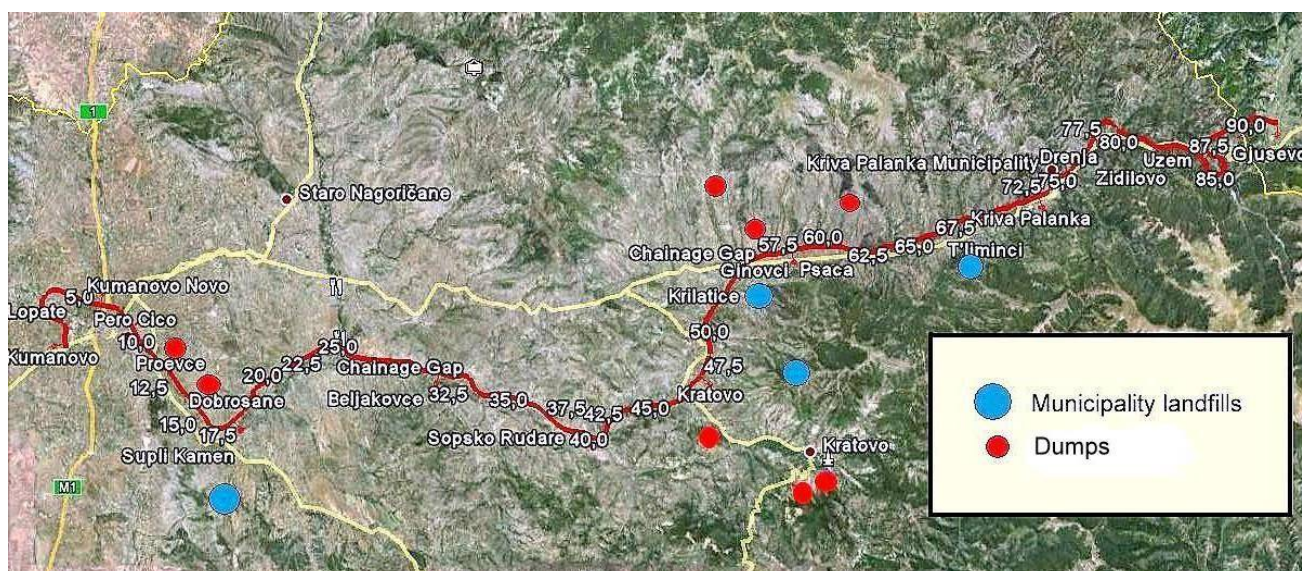 1
Staro Nagoričane
Kriva Palanka Municipality
Drenja
77,5
80,0
Uzem
Zidilovo
87,5
90,0
Gjusevo
85,0
72,5
75,0
Kriva Palanka
67,5
T'liminci
65,0
62,5
60,0
57,5
Chainage Gap
Ginovci
Psaca
Krilatice
50,0
47,5
Kratovo
Kumanovo Novo
5,0
Lopate
Pero Cico
Kumanovo
10,0
Proevce
12,5
Dobrosane
15,0
17,5
Supli Kamen
20,0
22,5
25,0
Chainage Gap
Beljakovce
32,5
35,0
37,5
Sopsko Rudare
40,0
42,5
45,0
Kratovo
M1
Municipality landfills
Dumps